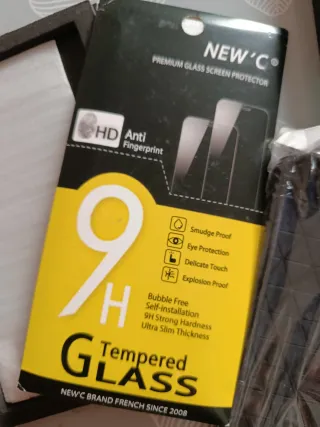 NEW'C®
PREMIUM GLASS SCREEN PROTECTOR
HD
Anti
Fingerprint
9H
Smudge Proof
Eye Protection
Delicate Touch
Explosion Proof
Bubble Free
Self-installation
9H Strong Hardness
Ultra Slim Thickness
Tempered
GLASS
NEW'C BRAND FRENCH SINCE 2008